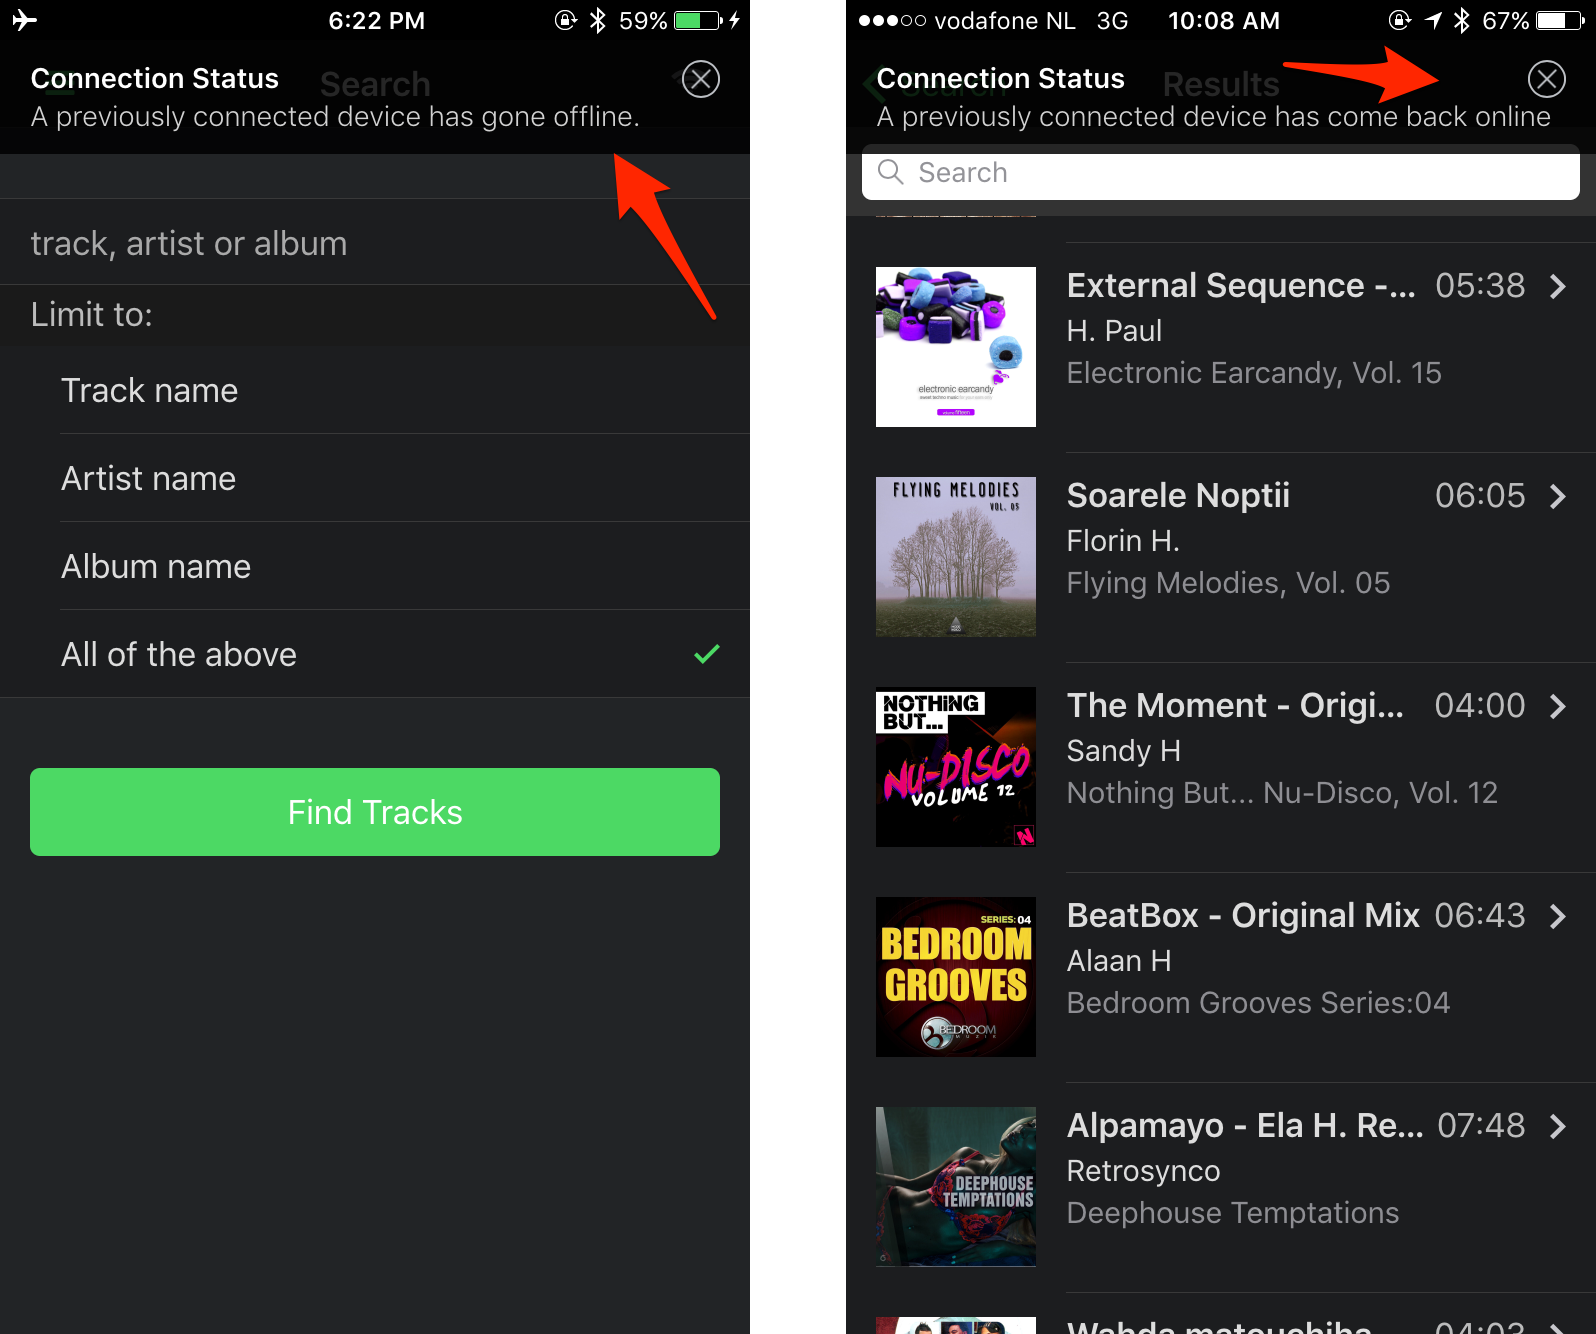 6:22 PM
59%
Connection Status
Search
A previously connected device has gone offline.
track, artist or album
Limit to:
Track name
Artist name
Album name
All of the above
Find Tracks
vodafone NL 3G 10:08 AM 67%
Connection Status
Results
A previously connected device has come back online
Search
External Sequence -... 05:38
H. Paul
Electronic Earcandy, Vol. 15
electronic earcandy
FLYING MELODIES
VOL. 05
Soarele Noptii 06:05
Florin H.
Flying Melodies, Vol. 05
NOTHING
BUT...
NU-DISCO
VOLUME 12
N
The Moment - Origi... 04:00
Sandy H
Nothing But... Nu-Disco, Vol. 12
SERIES: 04
BEDROOM
GROOVES
BEDROOM
MUZIK
BeatBox - Original Mix 06:43
Alaan H
Bedroom Grooves Series:04
DEEPHOUSE
TEMPTATIONS
Alpamayo - Ela H. Re... 07:48
Retrosynco
Deephouse Temptations